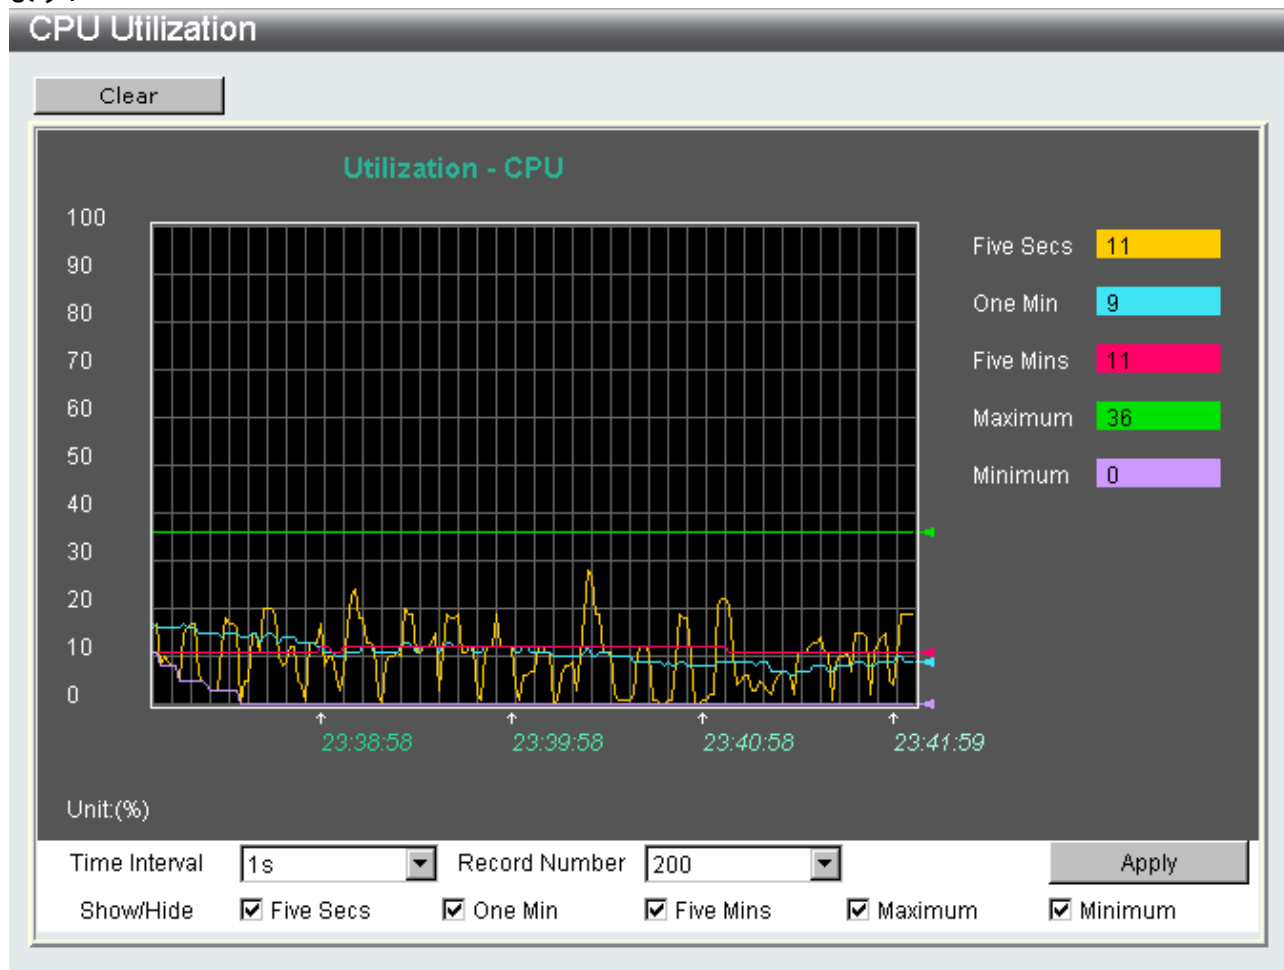 CPU Utilization
Clear
Utilization - CPU
100
90
80
70
60
50
40
30
20
10
0
Five Secs 11
One Min 9
Five Mins 11
Maximum 36
Minimum 0
23:38:58 23:39:58 23:40:58 23:41:59
Unit:(%)
Time Interval 1s Record Number 200 Apply
Show/Hide Five Secs One Min Five Mins Maximum Minimum